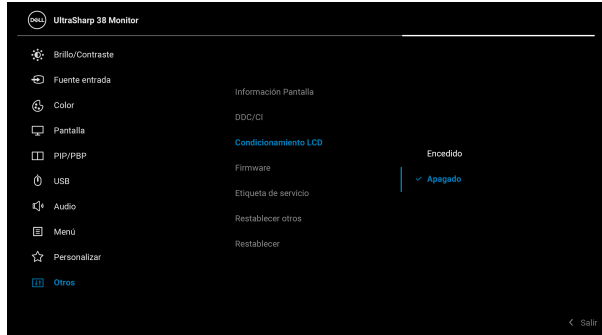 DELL UltraSharp 38 Monitor
Brillo/Contraste
Fuente entrada
Color
Pantalla
PIP/PBP
USB
Audio
Menú
Personalizar
Otros
Información Pantalla
DDC/CI
Condicionamiento LCD
Firmware
Etiqueta de servicio
Restablecer otros
Restablecer
Encedido
Apagado
Salir